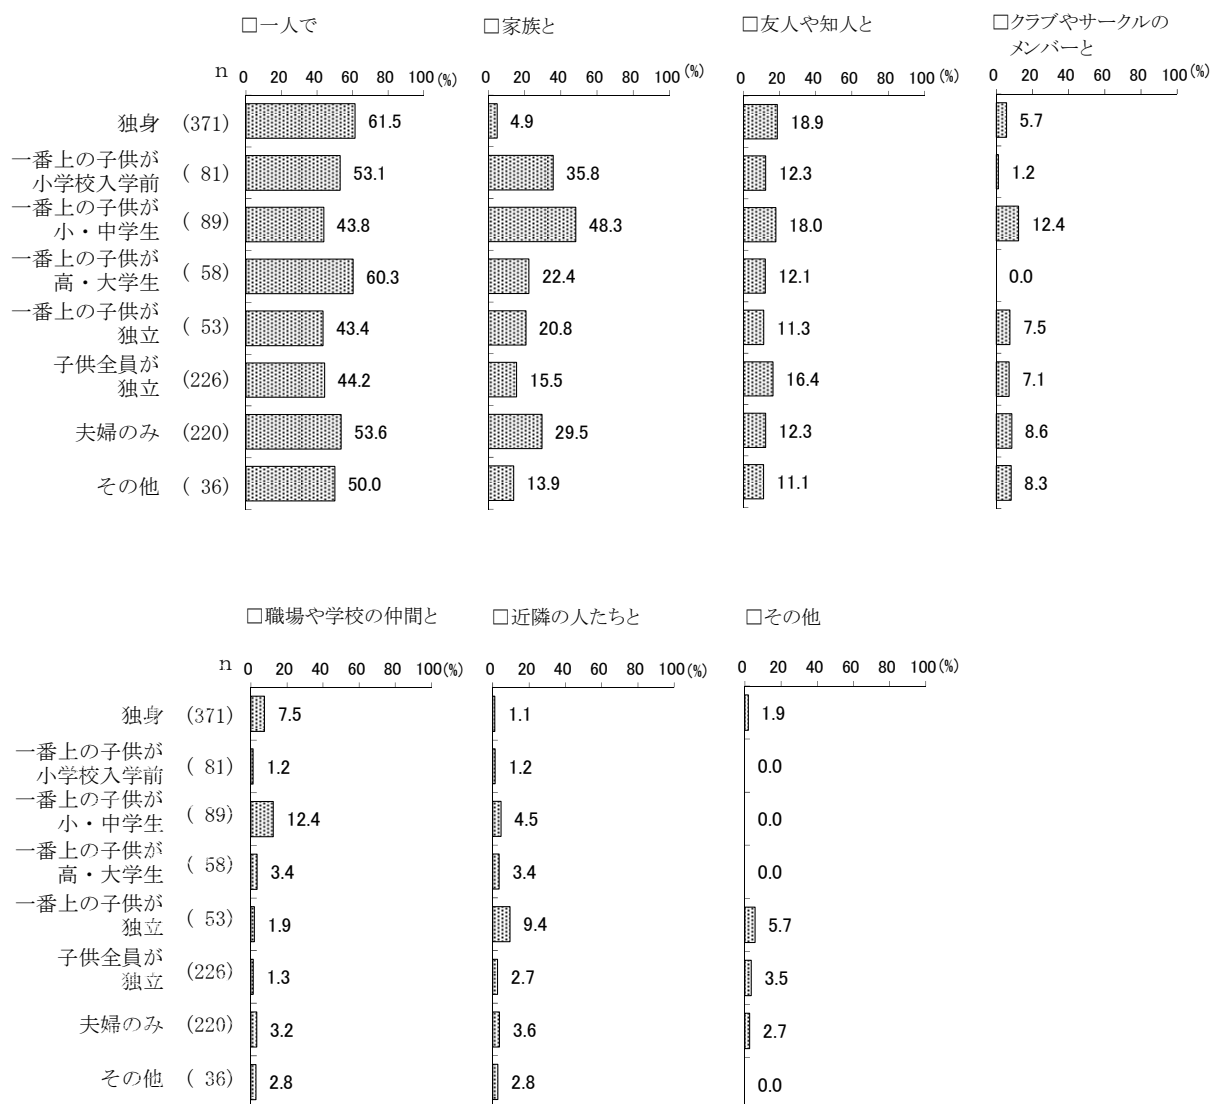 □一人で
□家族と
□友人や知人と
□クラブやサークルの
メンバーと
n 0 20 40 60 80 100(%) 0 20 40 60 80 100(%) 0 20 40 60 80 100(%) 0 20 40 60 80 100(%)
独身 (371) 61.5 4.9 18.9 5.7
一番上の子供が
小学校入学前 ( 81) 53.1 35.8 12.3 1.2
一番上の子供が
小・中学生 ( 89) 43.8 48.3 18.0 12.4
一番上の子供が
高・大学生 ( 58) 60.3 22.4 12.1 0.0
一番上の子供が
独立 ( 53) 43.4 20.8 11.3 7.5
子供全員が
独立 (226) 44.2 15.5 16.4 7.1
夫婦のみ (220) 53.6 29.5 12.3 8.6
その他 ( 36) 50.0 13.9 11.1 8.3
□職場や学校の仲間と
□近隣の人たちと
□その他
n 0 20 40 60 80 100(%) 0 20 40 60 80 100(%) 0 20 40 60 80 100(%)
独身 (371) 7.5 1.1 1.9
一番上の子供が
小学校入学前 ( 81) 1.2 1.2 0.0
一番上の子供が
小・中学生 ( 89) 12.4 4.5 0.0
一番上の子供が
高・大学生 ( 58) 3.4 3.4 0.0
一番上の子供が
独立 ( 53) 1.9 9.4 5.7
子供全員が
独立 (226) 1.3 2.7 3.5
夫婦のみ (220) 3.2 3.6 2.7
その他 ( 36) 2.8 2.8 0.0